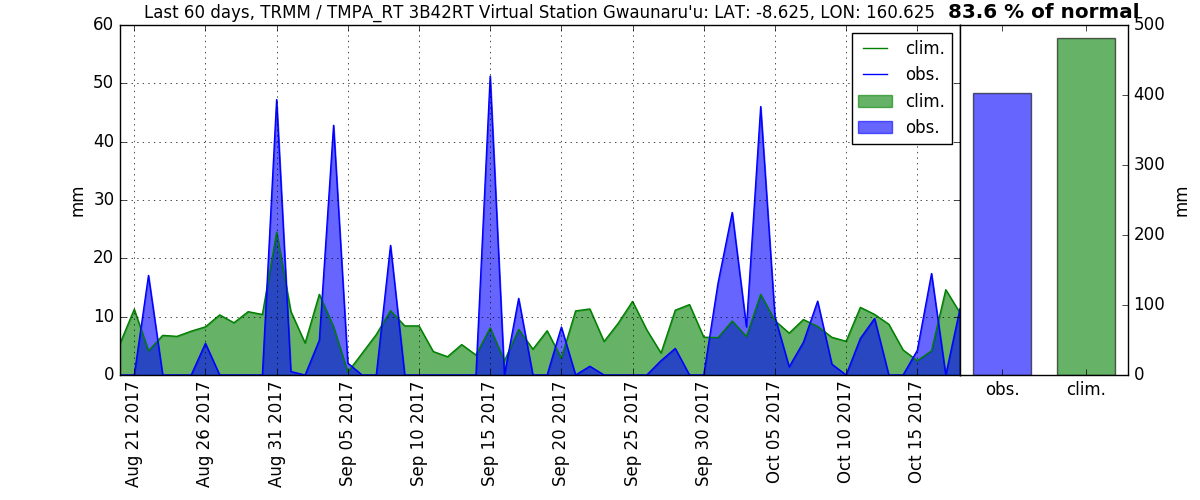 Last 60 days, TRMM / TMPA_RT 3B42RT Virtual Station Gwaunaru'u: LAT: -8.625, LON: 160.625
83.6 % of normal
60
50
40
30
20
10
0
mm
clim.
obs.
clim.
obs.
Aug 21 2017
Aug 26 2017
Aug 31 2017
Sep 05 2017
Sep 10 2017
Sep 15 2017
Sep 20 2017
Sep 25 2017
Sep 30 2017
Oct 05 2017
Oct 10 2017
Oct 15 2017
500
400
300
200
100
0
mm
obs.
clim.